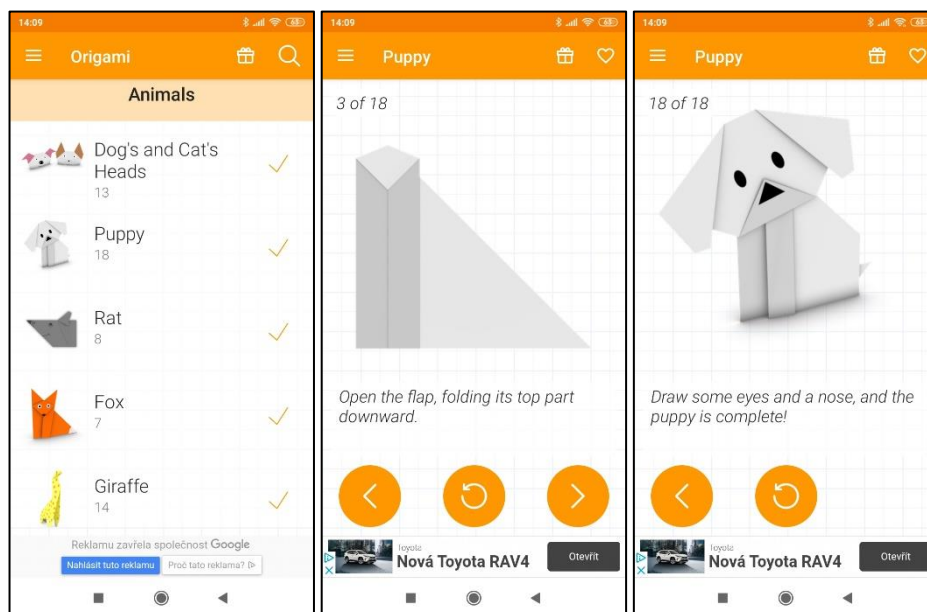 14:09
63
Origami
Animals
Dog's and Cat's
Heads
13
Puppy
18
Rat
8
Fox
7
Giraffe
14
Reklamu zavřela společnost Google
Nahlásit tuto reklamu
Proč tato reklama?
14:09
63
Puppy
3 of 18
Open the flap, folding its top part
downward.
Toyota
Nová Toyota RAV4
Otevřít
14:09
63
Puppy
18 of 18
Draw some eyes and a nose, and the
puppy is complete!
Toyota
Nová Toyota RAV4
Otevřít